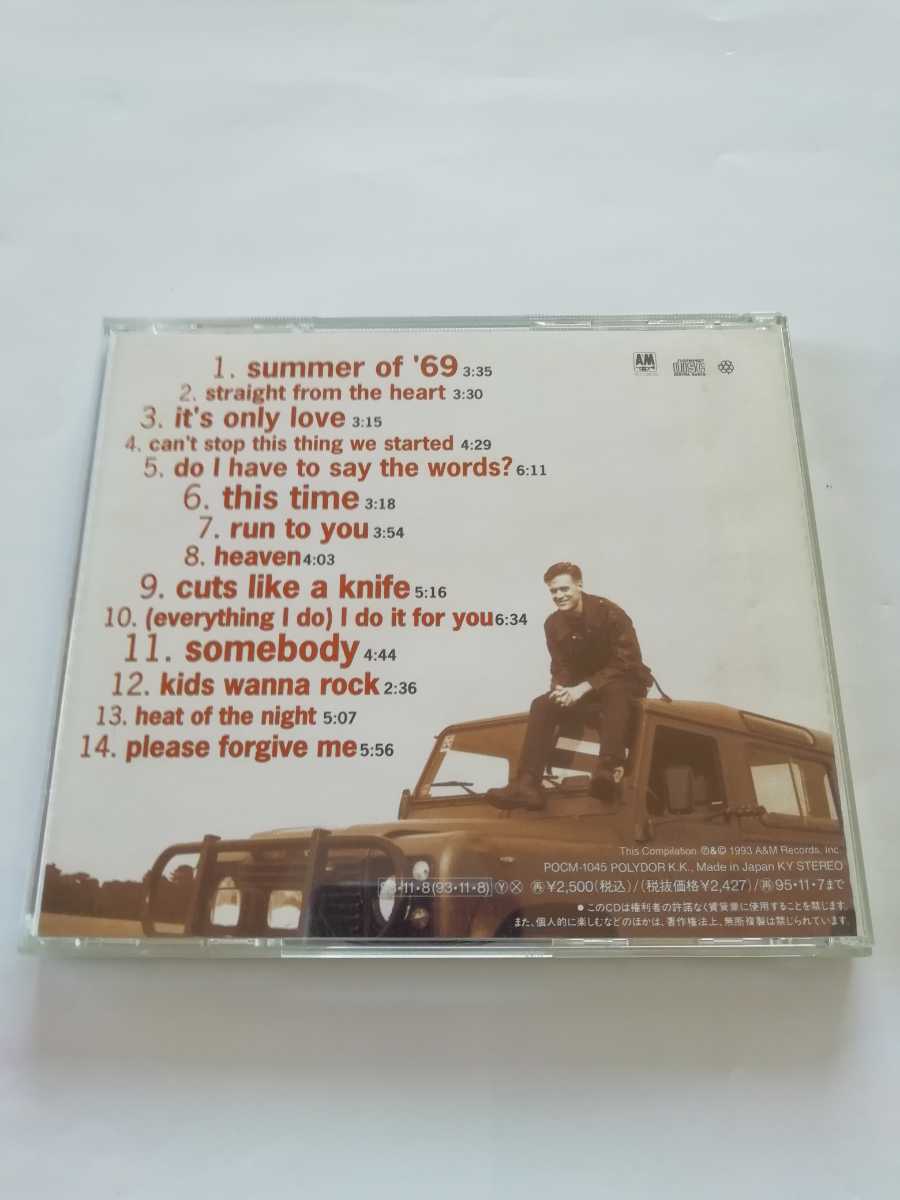 1. summer of '69 3:35
2. straight from the heart 3:30
3. it's only love 3:15
4. can't stop this thing we started 4:29
5. do I have to say the words? 6:11
6. this time 3:18
7. run to you 3:54
8. heaven 4:03
9. cuts like a knife 5:16
10. (everything I do) I do it for you 6:34
11. somebody 4:44
12. kids wanna rock 2:36
13. heat of the night 5:07
14. please forgive me 5:56
AM
DISC
This Compilation ℗&© 1993 A&M Records, Inc.
POCM-1045 POLYDOR K.K., Made in Japan KY STEREO
93・11・8(93・11・8) Ⓨ 再 ¥2,500(税込)/(税抜価格¥2,427)/再 95・11・7まで
● このCDは権利者の許諾なく賃貸業に使用することを禁じます.
また、個人的に楽しむなどのほかは、著作権法上、無断複製は禁じられています.